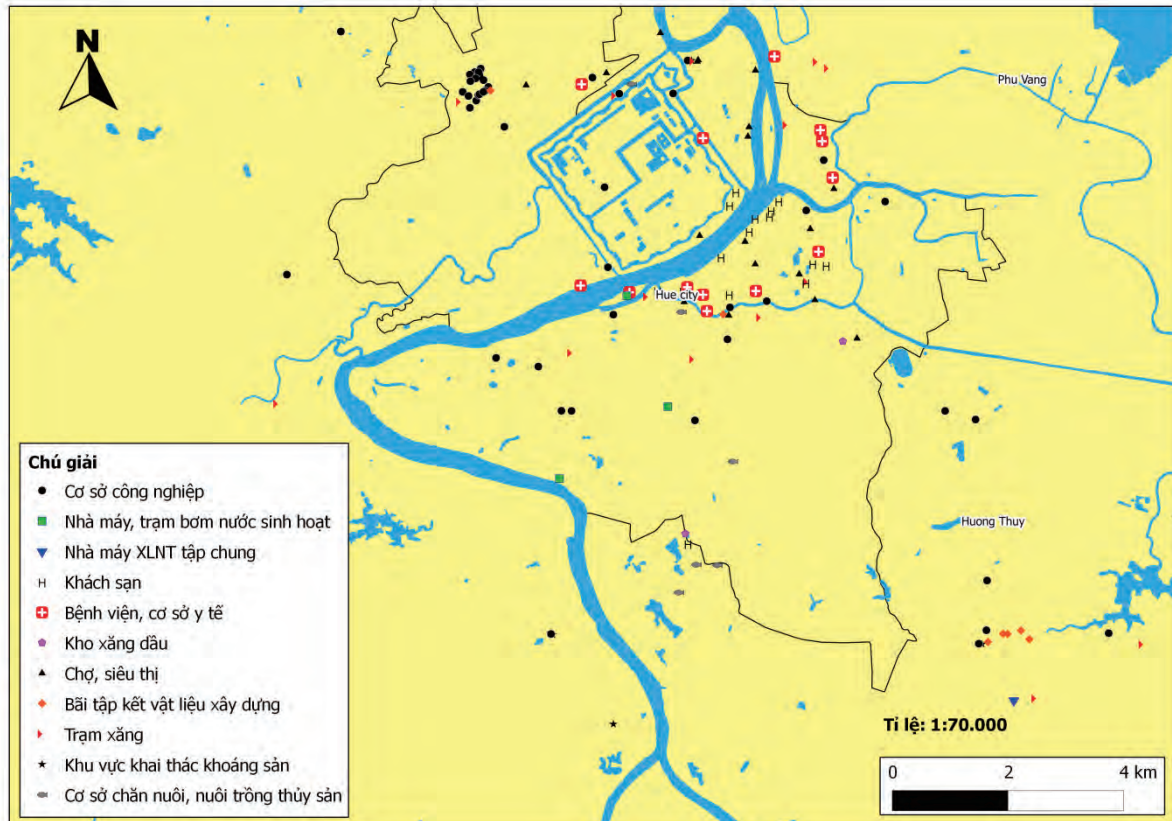 N
Phu Vang
Hue city
Huong Thuy
Chú giải
Cơ sở công nghiệp
Nhà máy, trạm bơm nước sinh hoạt
Nhà máy XLNT tập chung
H Khách sạn
Bệnh viện, cơ sở y tế
Kho xăng dầu
Chợ, siêu thị
Bãi tập kết vật liệu xây dựng
Trạm xăng
Khu vực khai thác khoáng sản
Cơ sở chăn nuôi, nuôi trồng thủy sản
Tỉ lệ: 1:70.000
0 2 4 km